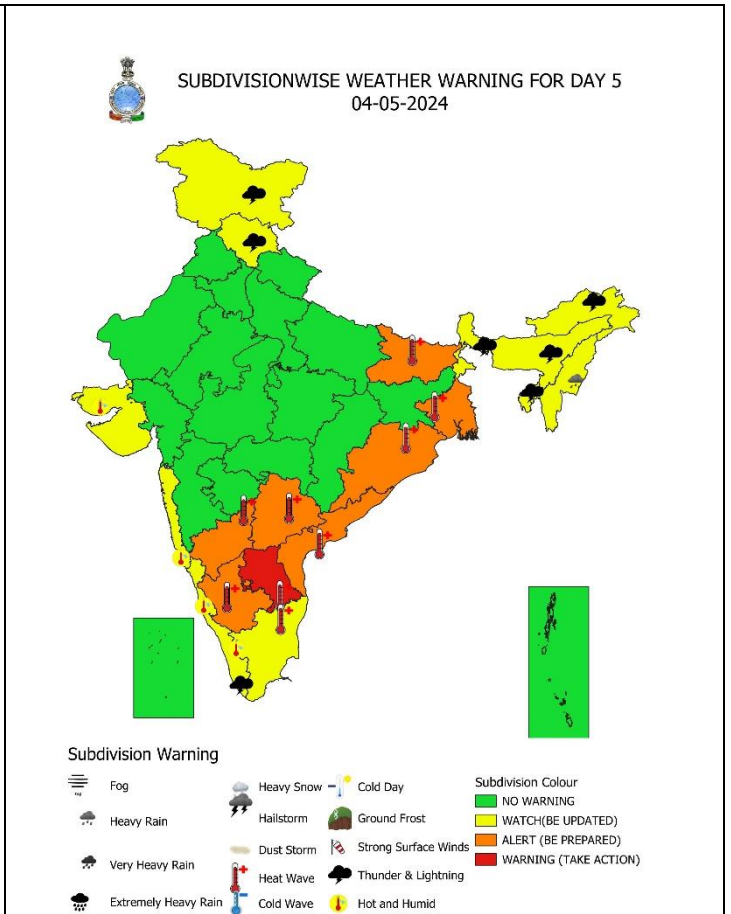 SUBDIVISIONWISE WEATHER WARNING FOR DAY 5
04-05-2024
Subdivision Warning
Fog
Heavy Rain
Very Heavy Rain
Extremely Heavy Rain
Heavy Snow
Hailstorm
Dust Storm
Heat Wave
Cold Wave
Cold Day
Ground Frost
Strong Surface Winds
Thunder & Lightning
Hot and Humid
Subdivision Colour
NO WARNING
WATCH(BE UPDATED)
ALERT (BE PREPARED)
WARNING (TAKE ACTION)